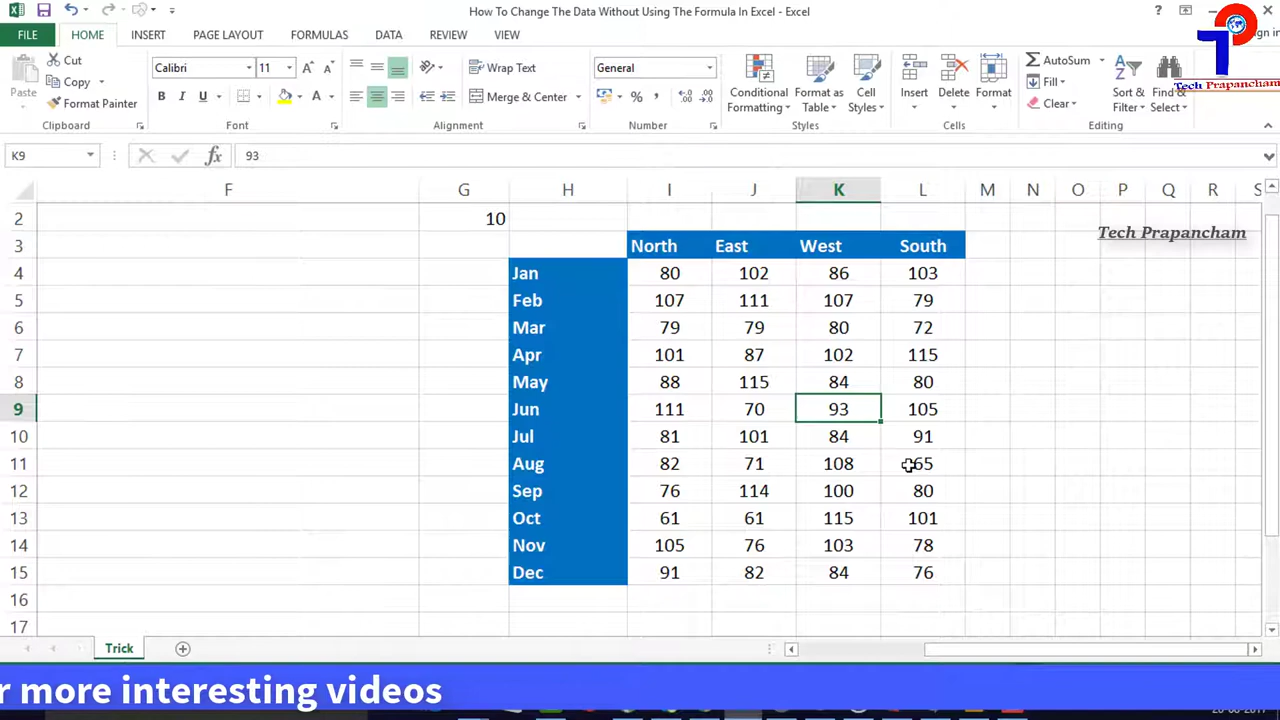 How To Change The Data Without Using The Formula In Excel - Excel
FILE HOME INSERT PAGE LAYOUT FORMULAS DATA REVIEW VIEW
Tech Prapancham
Paste
Cut
Copy
Format Painter
Clipboard
Calibri 11
B I U
Font
Wrap Text
Merge & Center
Alignment
General
%
Number
Conditional Formatting
Format as Table
Cell Styles
Styles
Insert
Delete
Format
Cells
AutoSum
Fill
Clear
Sort & Filter
Find & Select
Editing
K9 fx 93
F G H I J K L M N O P Q R S
2 10
Tech Prapancham
3 North East West South
4 Jan 80 102 86 103
5 Feb 107 111 107 79
6 Mar 79 79 80 72
7 Apr 101 87 102 115
8 May 88 115 84 80
9 Jun 111 70 93 105
10 Jul 81 101 84 91
11 Aug 82 71 108 65
12 Sep 76 114 100 80
13 Oct 61 61 115 101
14 Nov 105 76 103 78
15 Dec 91 82 84 76
16
17
Trick
r more interesting videos